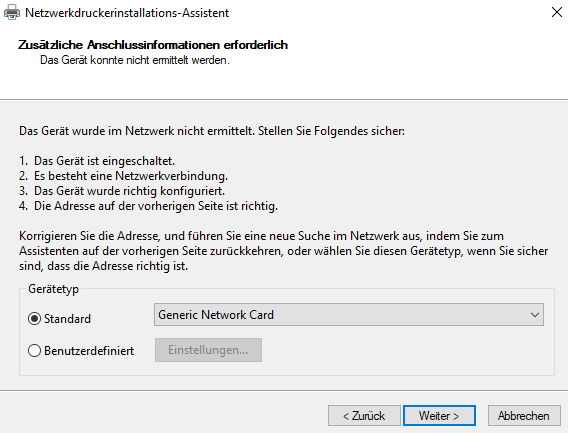 Netzwerkdruckerinstallations-Assistent
Zusätzliche Anschlussinformationen erforderlich
Das Gerät konnte nicht ermittelt werden.
Das Gerät wurde im Netzwerk nicht ermittelt. Stellen Sie Folgendes sicher:
1. Das Gerät ist eingeschaltet.
2. Es besteht eine Netzwerkverbindung.
3. Das Gerät wurde richtig konfiguriert.
4. Die Adresse auf der vorherigen Seite ist richtig.
Korrigieren Sie die Adresse, und führen Sie eine neue Suche im Netzwerk aus, indem Sie zum
Assistenten auf der vorherigen Seite zurückkehren, oder wählen Sie diesen Gerätetyp, wenn Sie sicher
sind, dass die Adresse richtig ist.
Gerätetyp
Standard Generic Network Card
Benutzerdefiniert Einstellungen...
< Zurück Weiter > Abbrechen